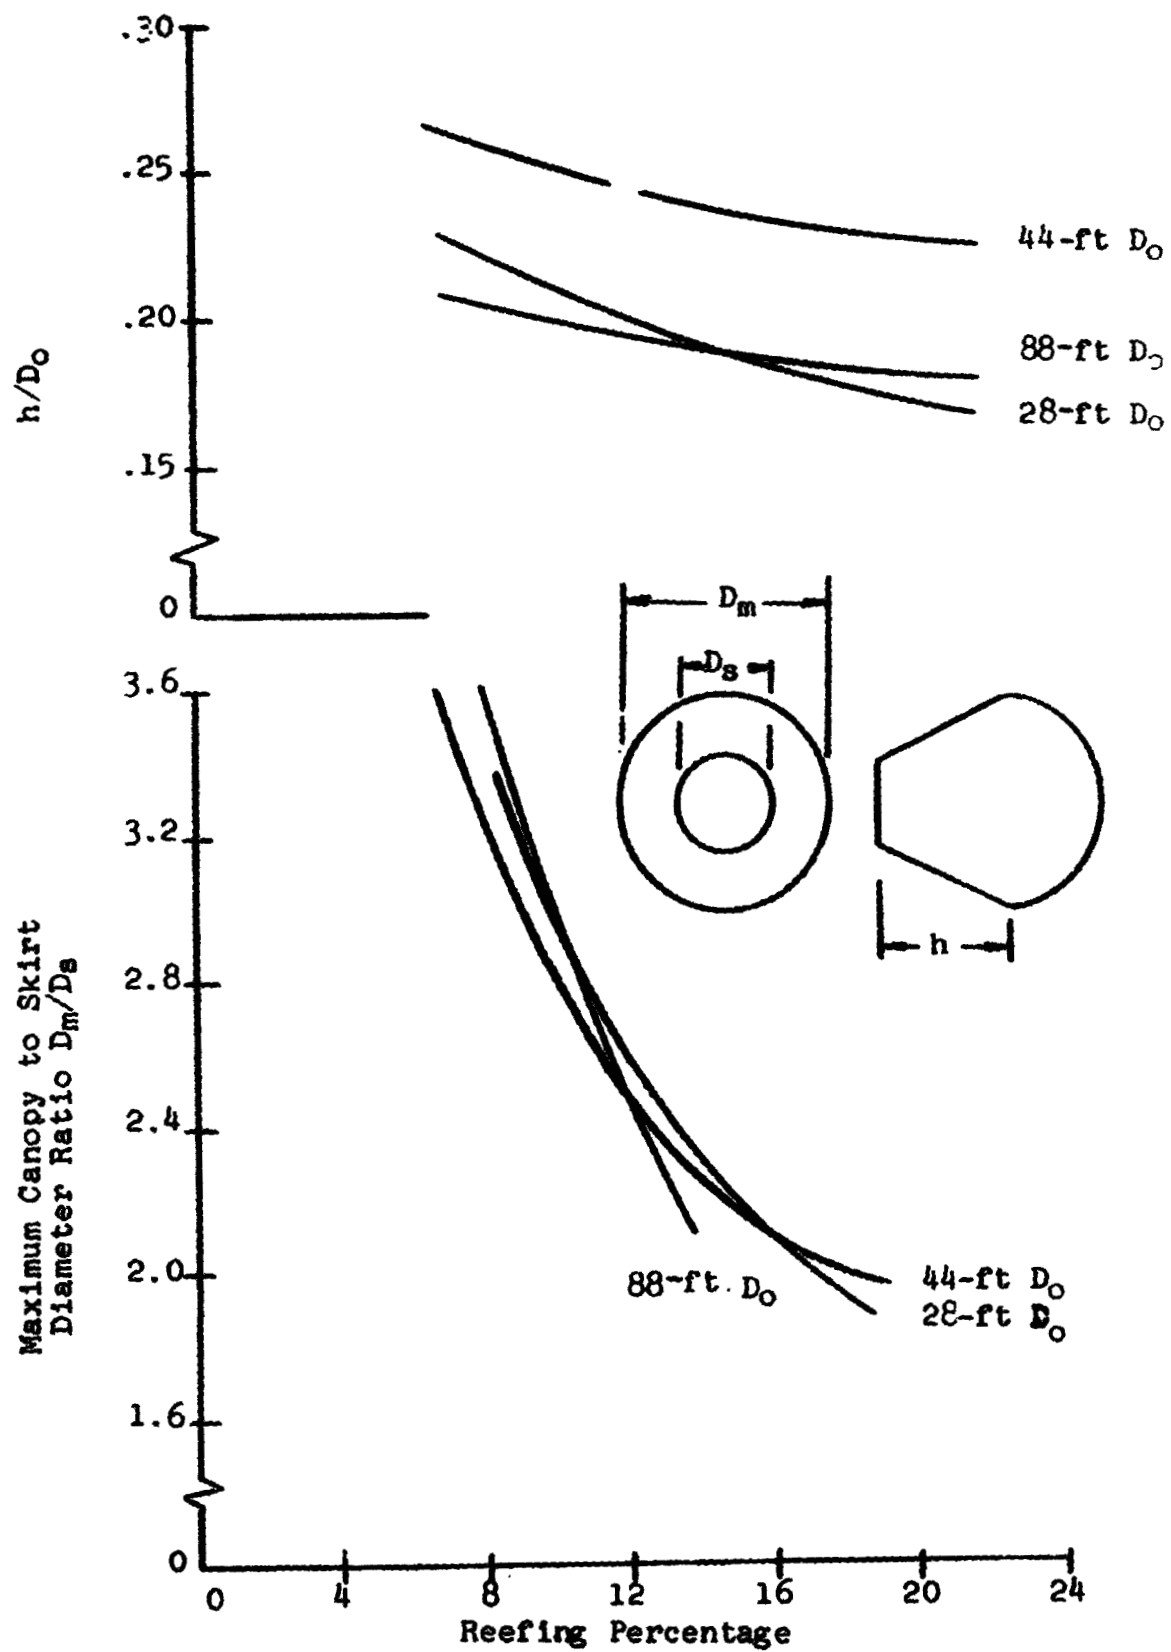 .30
.25
.20
.15
0
h/Do
44-ft Do
88-ft Do
28-ft Do
Dm
Ds
h
3.6
3.2
2.8
2.4
2.0
1.6
0
Maximum Canopy to Skirt
Diameter Ratio Dm/Ds
88-ft. Do
44-ft Do
28-ft Do
0 4 8 12 16 20 24
Reefing Percentage